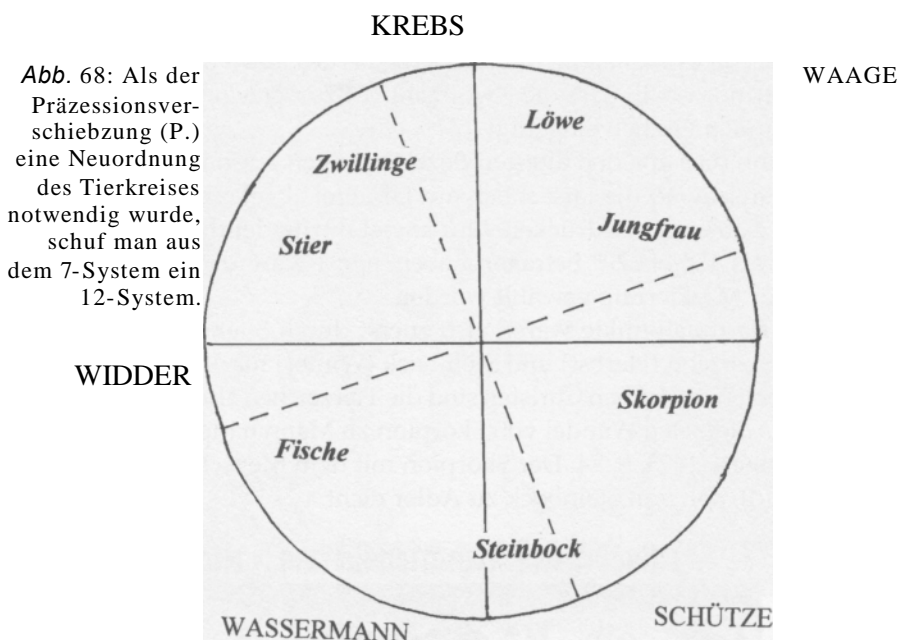 KREBS
Abb. 68: Als der
Präzessionsver-
schiebzung (P.)
eine Neuordnung
des Tierkreises
notwendig wurde,
schuf man aus
dem 7-System ein
12-System.
WAAGE
Löwe
Zwillinge
Jungfrau
Stier
WIDDER
Skorpion
Fische
Steinbock
SCHÜTZE
WASSERMANN